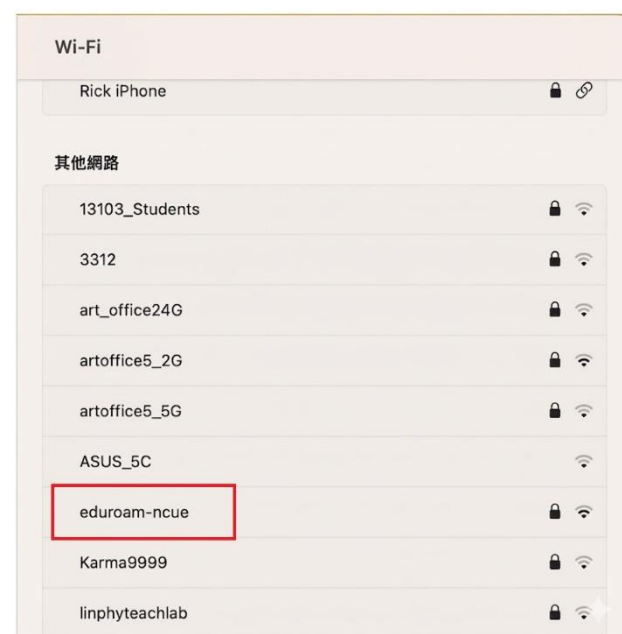 Wi-Fi
Rick iPhone
其他網路
13103_Students
3312
art_office24G
artoffice5_2G
artoffice5_5G
ASUS_5C
eduroam-ncue
Karma9999
linphyteachlab